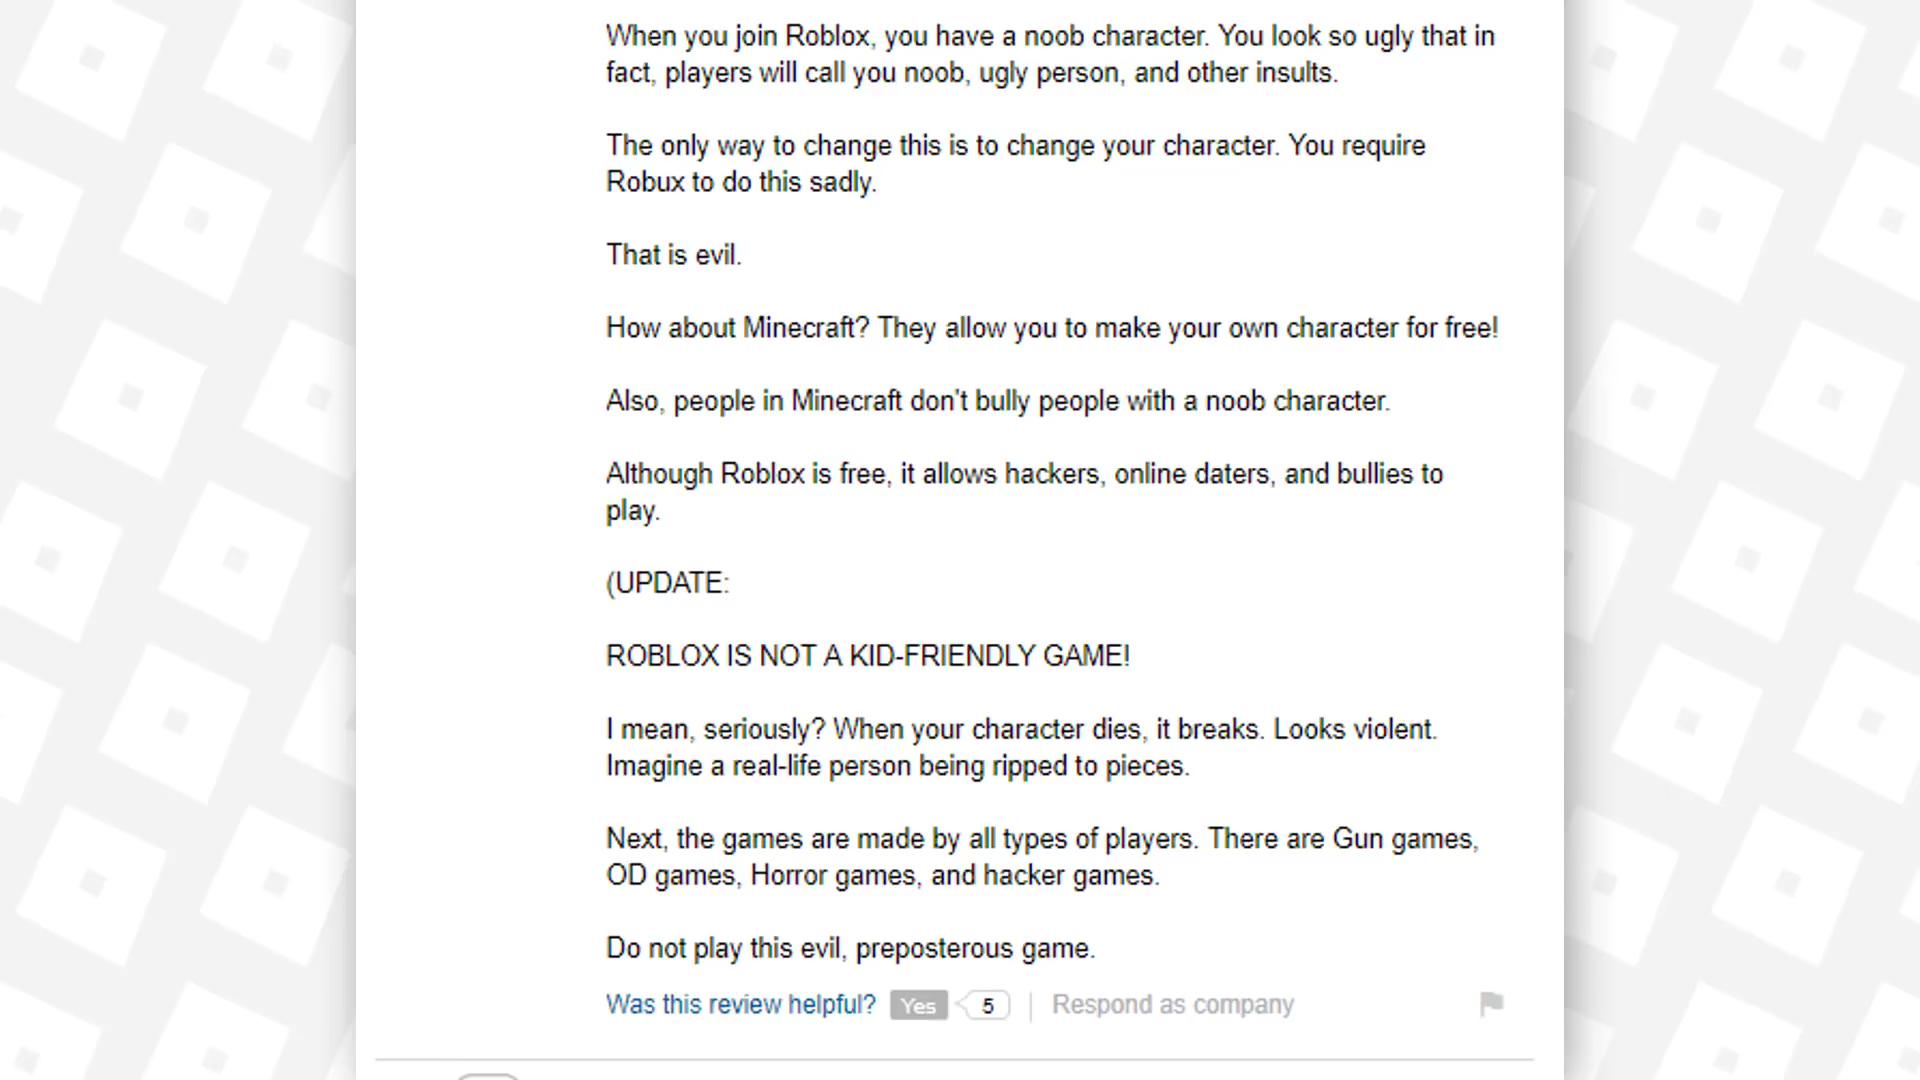 When you join Roblox, you have a noob character. You look so ugly that in
fact, players will call you noob, ugly person, and other insults.
The only way to change this is to change your character. You require
Robux to do this sadly.
That is evil.
How about Minecraft? They allow you to make your own character for free!
Also, people in Minecraft don't bully people with a noob character.
Although Roblox is free, it allows hackers, online daters, and bullies to
play.
(UPDATE:
ROBLOX IS NOT A KID-FRIENDLY GAME!
I mean, seriously? When your character dies, it breaks. Looks violent.
Imagine a real-life person being ripped to pieces.
Next, the games are made by all types of players. There are Gun games,
OD games, Horror games, and hacker games.
Do not play this evil, preposterous game.
Was this review helpful? Yes 5 Respond as company